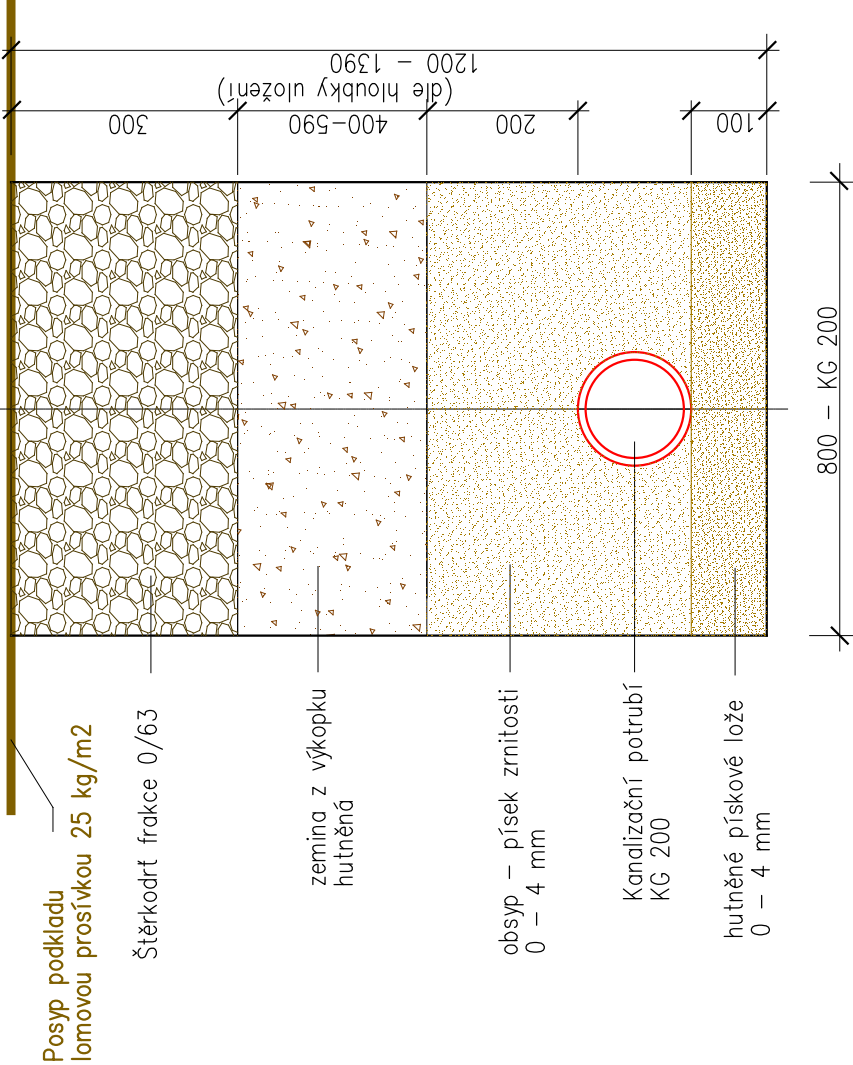 1200 – 1390
(dle hloubky uložení)
300
400–590
200
100
800 – KG 200
Posyp podkladu
lomovou prosívkou 25 kg/m2
Štěrkodrť frakce 0/63
zemina z výkopku
hutněná
obsyp – písek zrnitosti
0 – 4 mm
Kanalizační potrubí
KG 200
hutněné pískové lože
0 – 4 mm